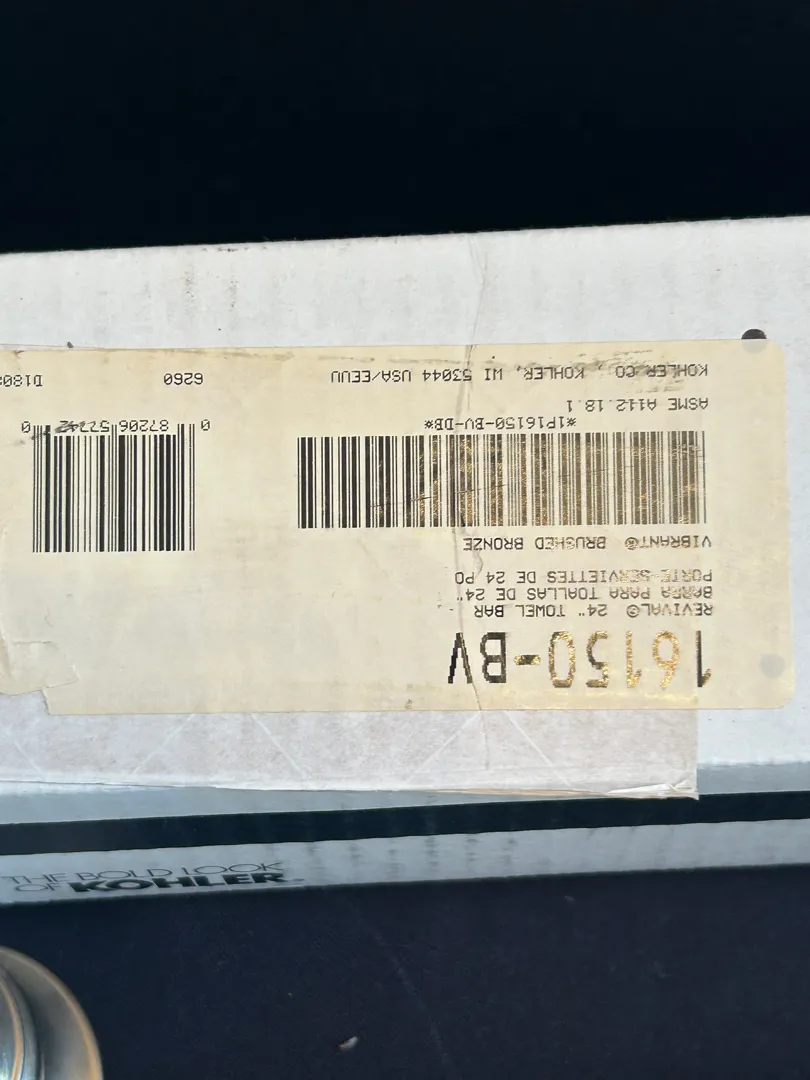 16150-BV
REVIVAL® 24" TOWEL BAR
BARRA PARA TOALLAS DE 24"
PORTE-SERVIETTES DE 24 PO
VIBRANT® BRUSHED BRONZE
*1P16150-BV-DB*
0 87206 57742 0
ASME A112.18.1
KOHLER CO., KOHLER, WI 53044 USA/EEUU 6260
THE BOLD LOOK
OF KOHLER